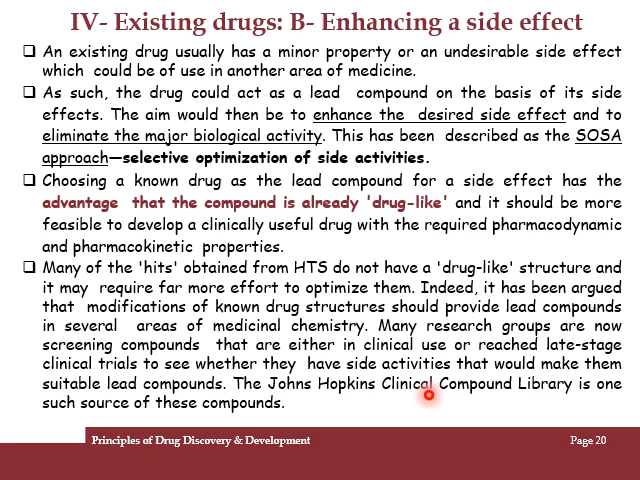 IV- Existing drugs: B- Enhancing a side effect
❑ An existing drug usually has a minor property or an undesirable side effect
which could be of use in another area of medicine.
❑ As such, the drug could act as a lead compound on the basis of its side
effects. The aim would then be to enhance the desired side effect and to
eliminate the major biological activity. This has been described as the SOSA
approach—selective optimization of side activities.
❑ Choosing a known drug as the lead compound for a side effect has the
advantage that the compound is already 'drug-like' and it should be more
feasible to develop a clinically useful drug with the required pharmacodynamic
and pharmacokinetic properties.
❑ Many of the 'hits' obtained from HTS do not have a 'drug-like' structure and
it may require far more effort to optimize them. Indeed, it has been argued
that modifications of known drug structures should provide lead compounds
in several areas of medicinal chemistry. Many research groups are now
screening compounds that are either in clinical use or reached late-stage
clinical trials to see whether they have side activities that would make them
suitable lead compounds. The Johns Hopkins Clinical Compound Library is one
such source of these compounds.
Principles of Drug Discovery & Development
Page 20